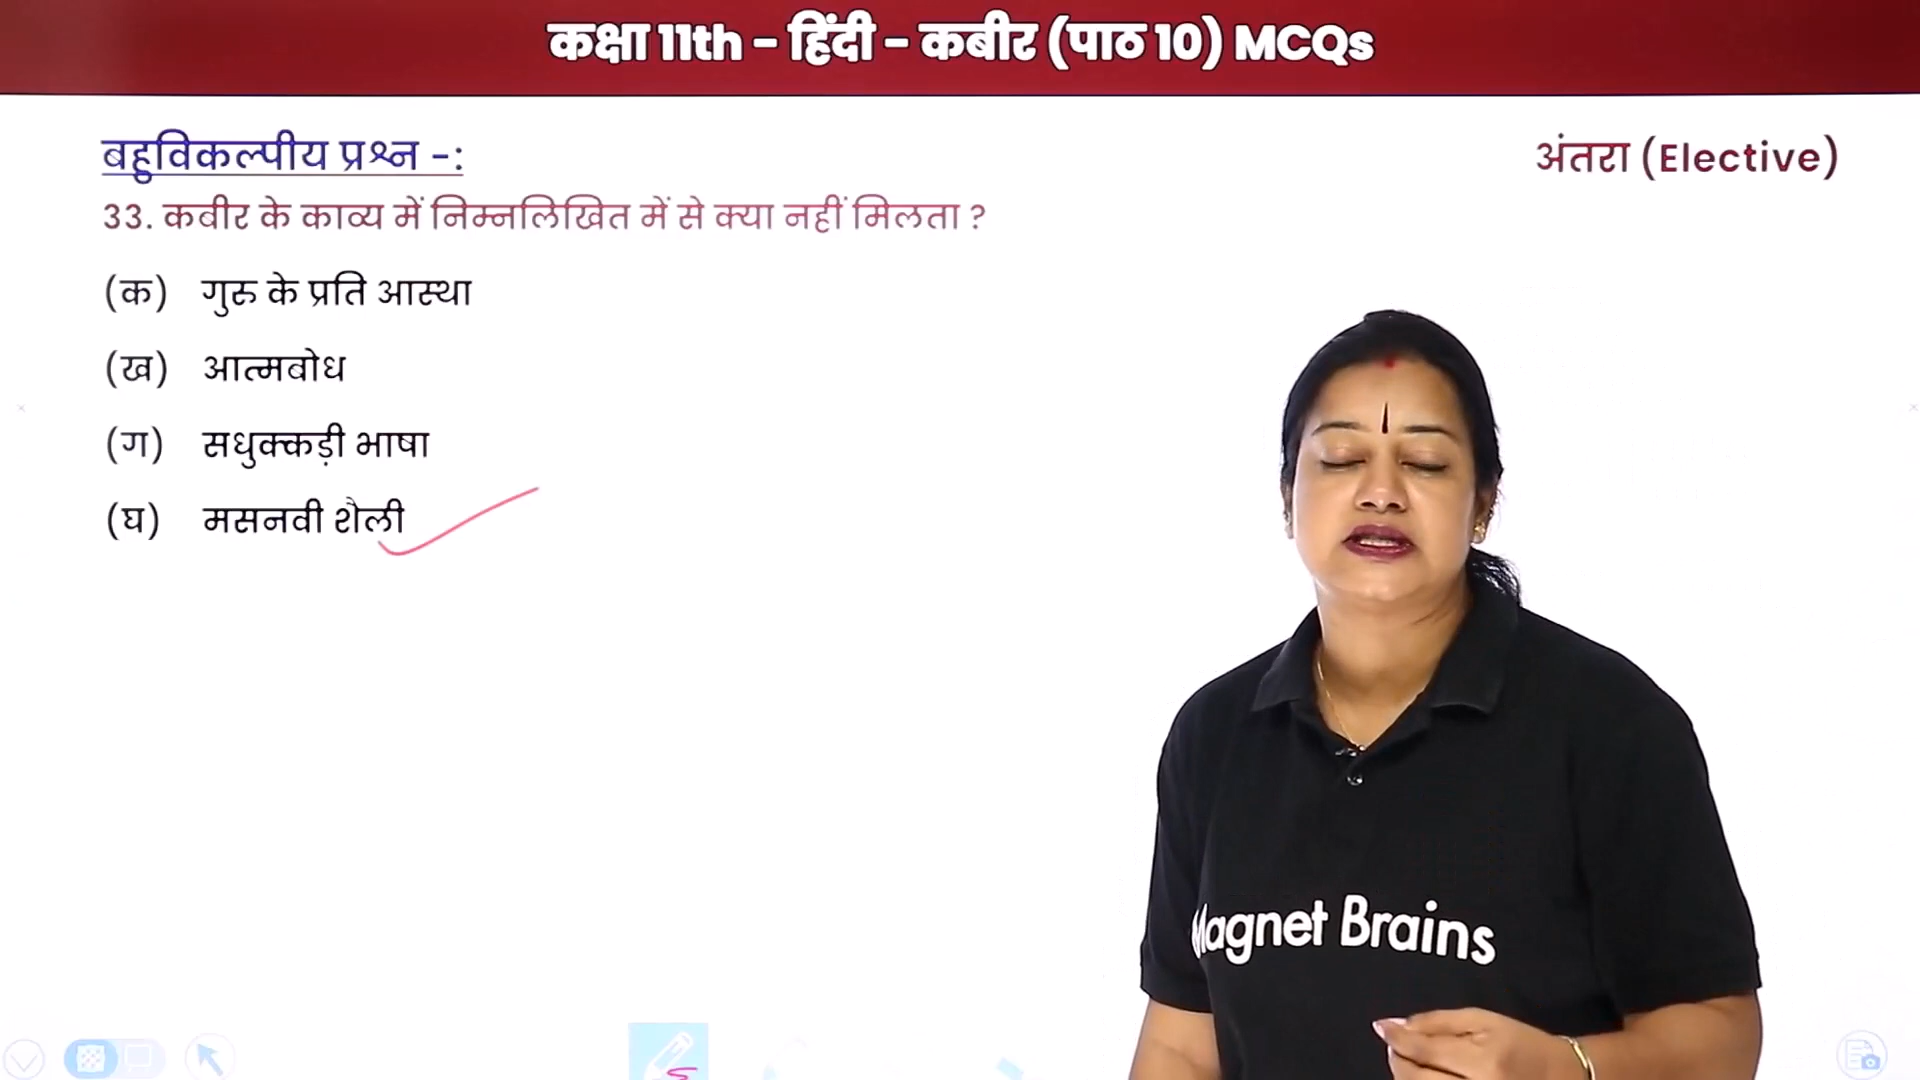 कक्षा 11th - हिंदी - कबीर (पाठ 10) MCQs
बहुविकल्पीय प्रश्न -:
अंतरा (Elective)
33. कबीर के काव्य में निम्नलिखित में से क्या नहीं मिलता ?
(क) गुरु के प्रति आस्था
(ख) आत्मबोध
(ग) सधुक्कड़ी भाषा
(घ) मसनवी शैली
Magnet Brains